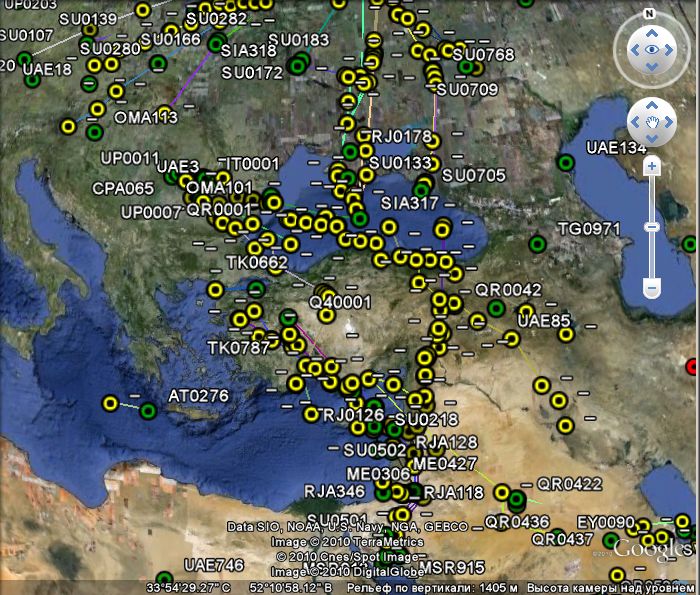 UP0203
SU0139
SU0282
N
SU0107
SU0166
SU0183
SU0280
SIA318
SU0768
20
UAE18
SU0172
SU0709
OMA113
RJ0178
UAE134
UP0011
UAE3
IT0001
SU0133
CPA065
OMA101
SU0705
UP0007
QR0001
SIA317
TG0971
TK0662
QR0042
Q40001
UAE85
TK0787
AT0276
RJ0126
SU0218
SU0502
RJA128
ME0427
ME0306
QR0422
RJA346
RJA118
SU0501
QR0436
EY0090
Data SIO, NOAA, U.S. Navy, NGA, GEBCO
QR0437
Image © 2010 TerraMetrics
©2010 Google
© 2010 Cnes/Spot Image
UAE746
MSR915
Image © 2010 DigitalGlobe
33°54'29.27" С 52°10'58.12" В Рельеф по вертикали: 1405 м Высота камеры над уровнем